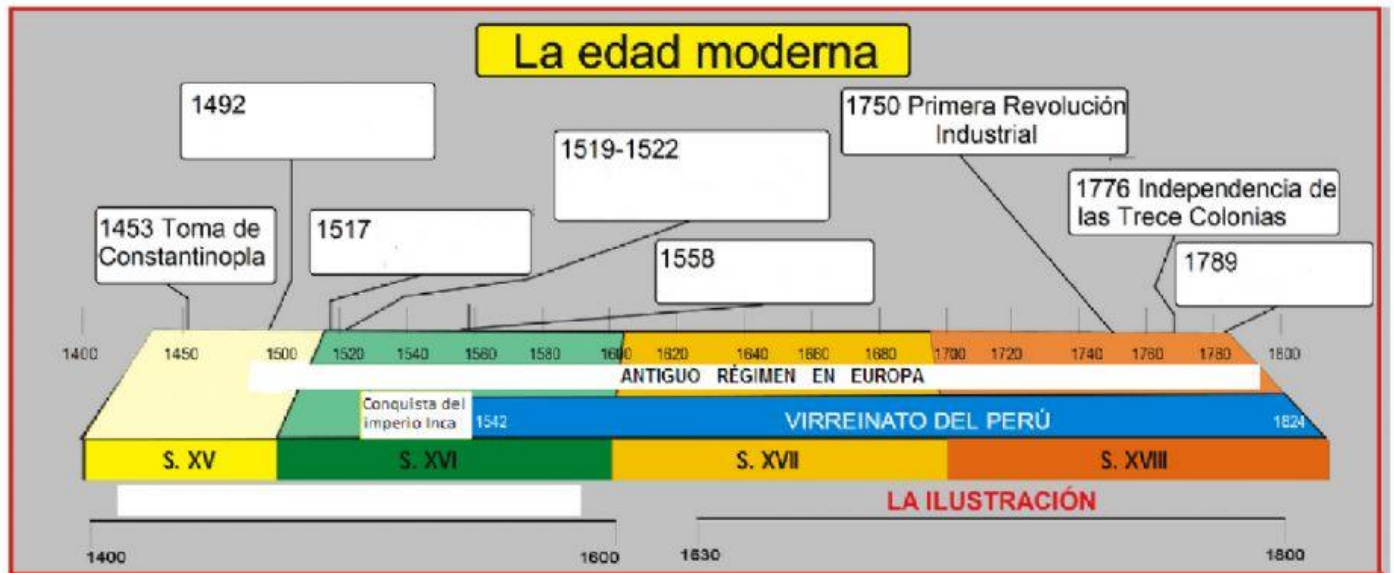 La edad moderna
1492
1750 Primera Revolución
Industrial
1519-1522
1776 Independencia de
las Trece Colonias
1453 Toma de
Constantinopla
1517
1558
1789
1400 1450 1500 1520 1540 1560 1580 1600 1620 1640 1660 1680 1700 1720 1740 1760 1780 1800
ANTIGUO RÉGIMEN EN EUROPA
Conquista del
imperio Inca
1542 VIRREINATO DEL PERÚ 1824
S. XV S. XVI S. XVII S. XVIII
LA ILUSTRACIÓN
1400 1600 1630 1800